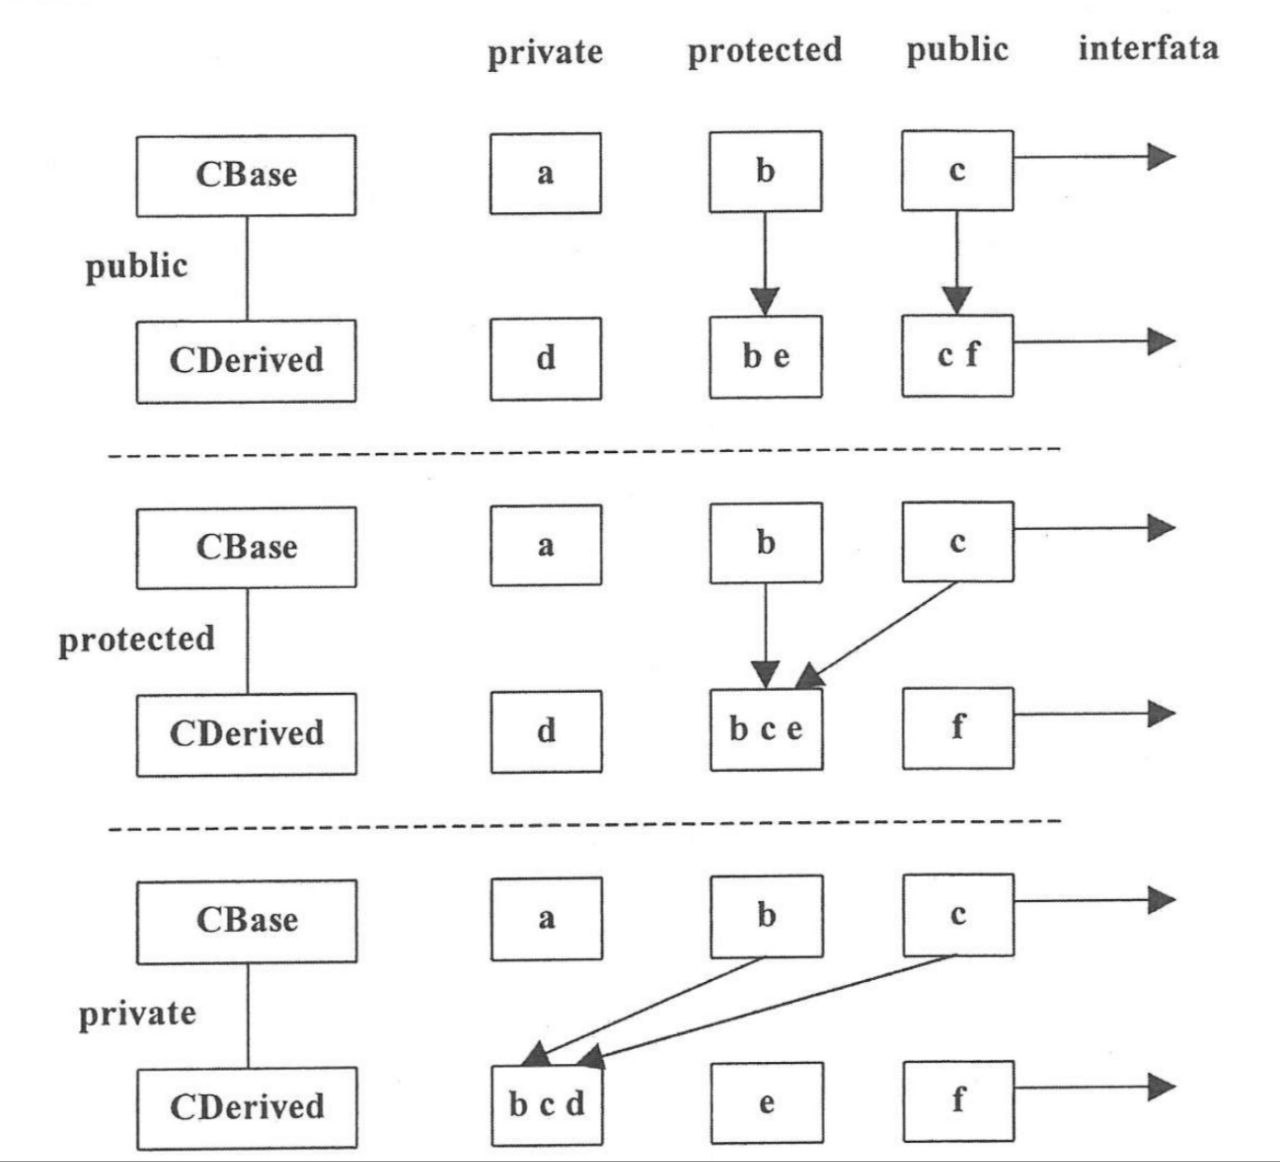 private protected public interfata
CBase a b c
public
CDerived d b e c f
CBase a b c
protected
CDerived d b c e f
CBase a b c
private
CDerived b c d e f